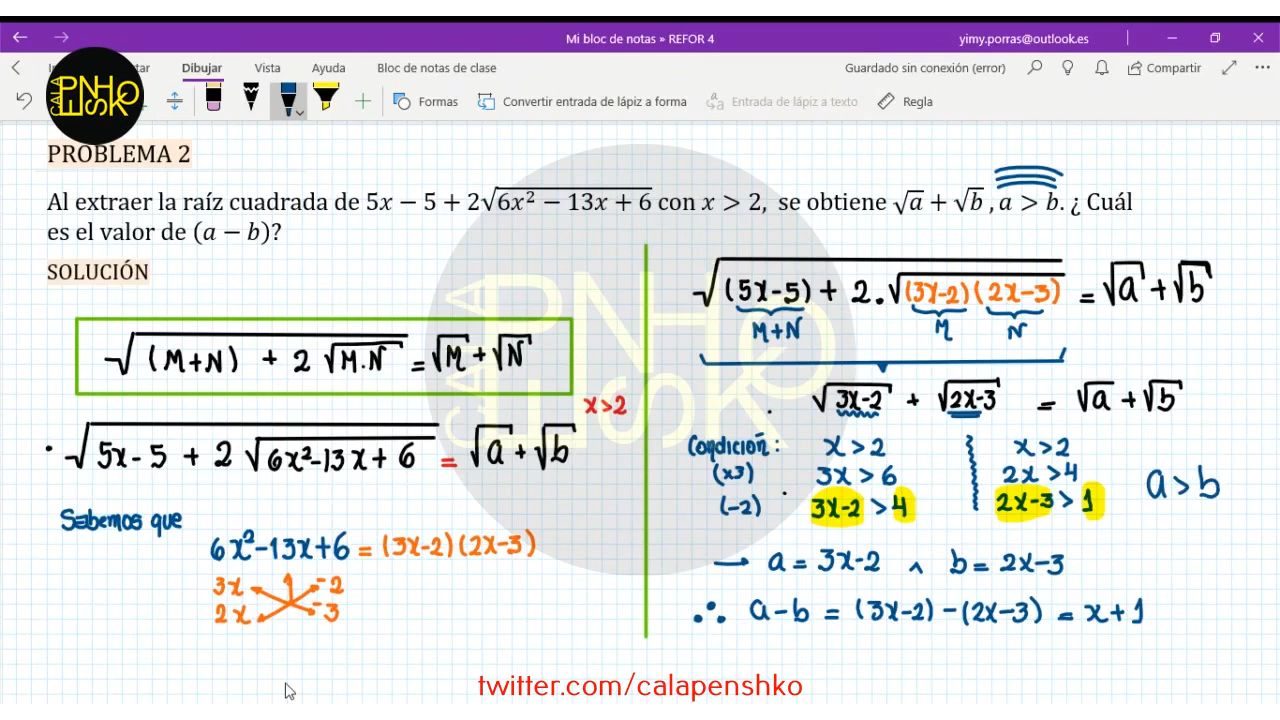 Mi bloc de notas » REFOR 4
yimy.porras@outlook.es
Dibujar Vista Ayuda Bloc de notas de clase
Guardado sin conexión (error) Compartir
Formas Convertir entrada de lápiz a forma Entrada de lápiz a texto Regla
CALAPENSHKO
PROBLEMA 2
Al extraer la raíz cuadrada de 5x − 5 + 2√(6x² − 13x + 6) con x > 2, se obtiene √a + √b , a > b. ¿ Cuál
es el valor de (a − b)?
SOLUCIÓN
√((M+N) + 2√(M.N)) = √M + √N
x>2
· √(5x-5 + 2√(6x²-13x+6)) = √a + √b
Sabemos que
6x²-13x+6 = (3x-2)(2x-3)
3x 1 -2
2x -3
√((5x-5) + 2.√((3x-2)(2x-3))) = √a + √b
M+N M N
· √(3x-2) + √(2x-3) = √a + √b
Condición: x>2 x>2
(x3) 3x>6 2x>4
(-2) · 3x-2>4 2x-3>1
a>b
→ a = 3x-2 ∧ b = 2x-3
∴ a-b = (3x-2)-(2x-3) = x+1
twitter.com/calapenshko